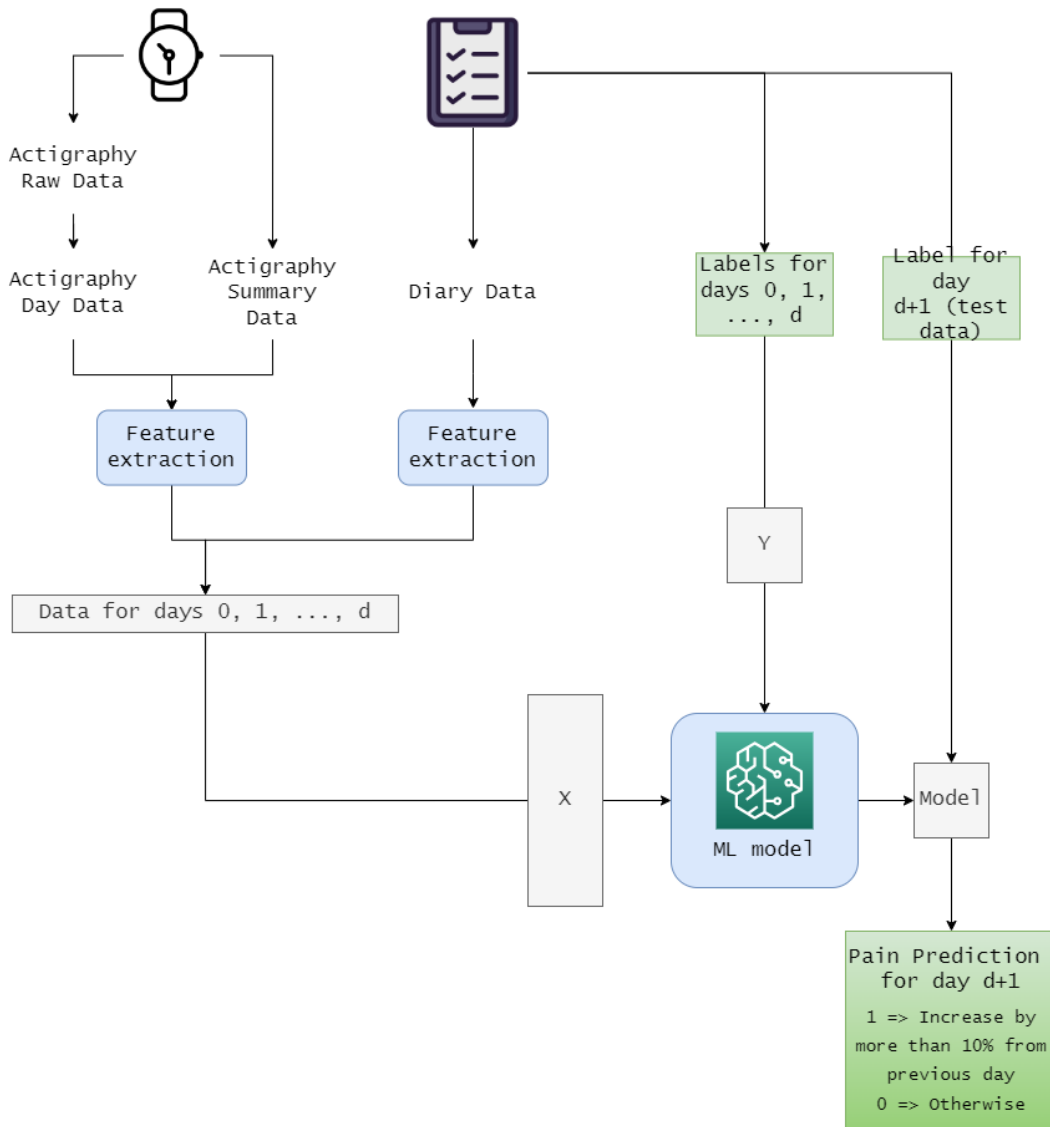 Actigraphy
Raw Data
Actigraphy
Day Data
Actigraphy
Summary
Data
Diary Data
Labels for
days 0, 1,
..., d
Label for
day
d+1 (test
data)
Feature
extraction
Feature
extraction
Y
Data for days 0, 1, ..., d
X
ML model
Model
Pain Prediction
for day d+1
1 => Increase by
more than 10% from
previous day
0 => Otherwise